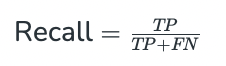 Recall = TP / TP+FN